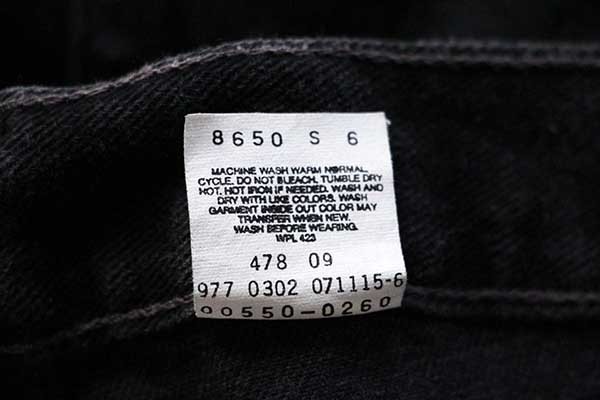 8650 S 6
MACHINE WASH WARM NORMAL
CYCLE. DO NOT BLEACH. TUMBLE DRY
HOT. HOT IRON IF NEEDED. WASH AND
DRY WITH LIKE COLORS. WASH
GARMENT INSIDE OUT COLOR MAY
TRANSFER WHEN NEW.
WASH BEFORE WEARING.
WPL 423
478 09
977 0302 071115-6
00550-0260